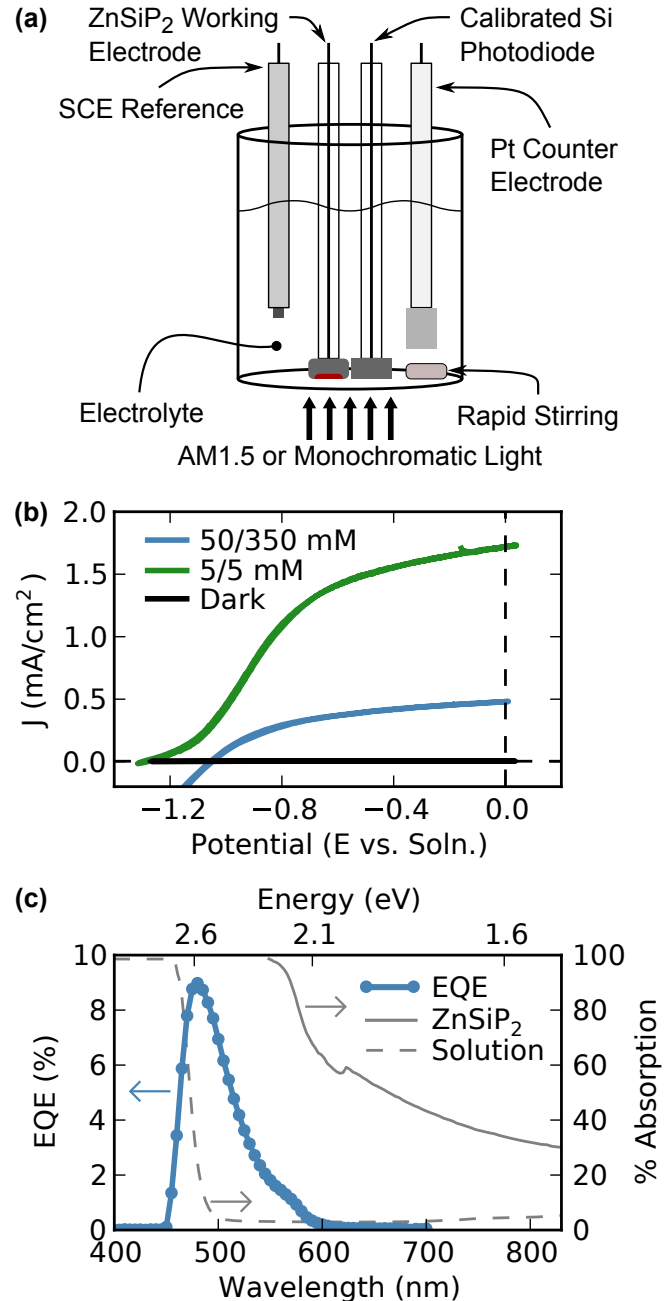 (a)
ZnSiP2 Working
Electrode
Calibrated Si
Photodiode
SCE Reference
Pt Counter
Electrode
Electrolyte
Rapid Stirring
AM1.5 or Monochromatic Light
(b)
2.0
1.5
1.0
0.5
0.0
J (mA/cm2)
50/350 mM
5/5 mM
Dark
−1.2 −0.8 −0.4 0.0
Potential (E vs. Soln.)
(c)
Energy (eV)
2.6 2.1 1.6
10
8
6
4
2
0
EQE (%)
EQE
ZnSiP2
Solution
100
80
60
40
20
0
% Absorption
400 500 600 700 800
Wavelength (nm)